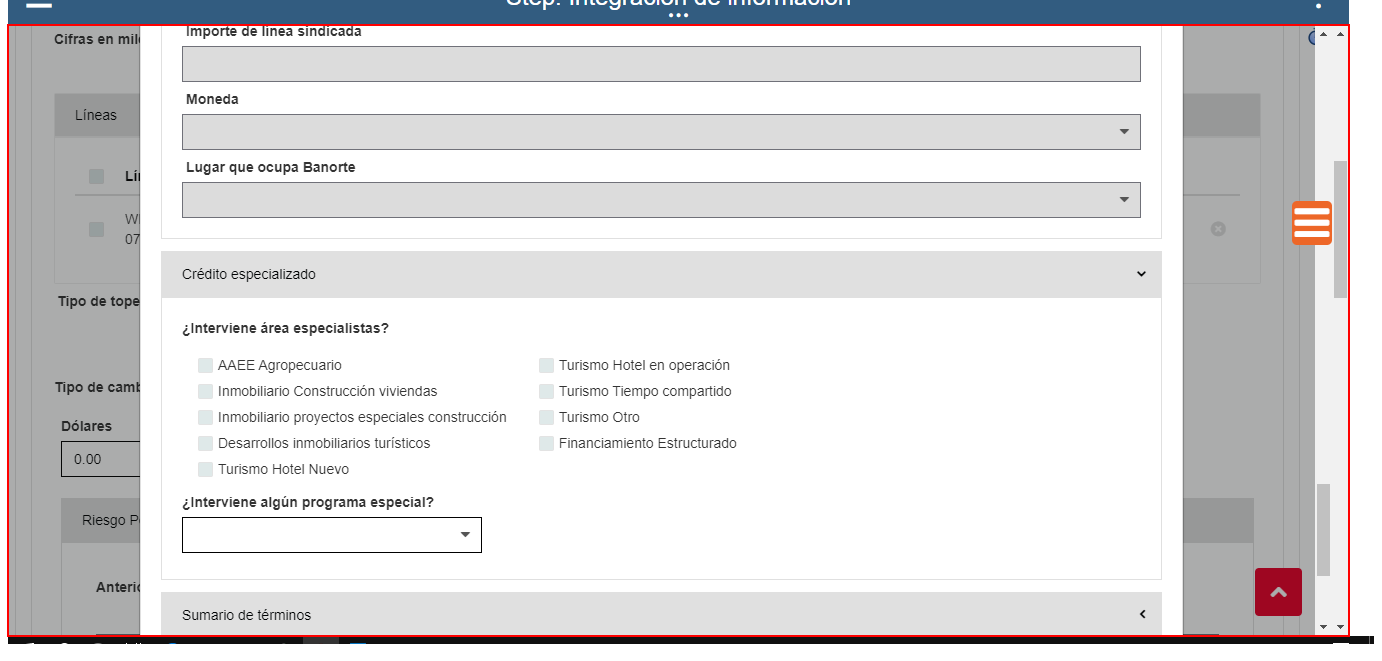 Step: Integración de información
Importe de línea sindicada
Cifras en mil
Moneda
Líneas
Lugar que ocupa Banorte
07
Crédito especializado
Tipo de tope
¿Interviene área especialistas?
AAEE Agropecuario
Turismo Hotel en operación
Tipo de camb
Inmobiliario Construcción viviendas
Turismo Tiempo compartido
Inmobiliario proyectos especiales construcción
Turismo Otro
Dólares
Desarrollos inmobiliarios turísticos
Financiamiento Estructurado
0.00
Turismo Hotel Nuevo
¿Interviene algún programa especial?
Riesgo P
Anterio
Sumario de términos